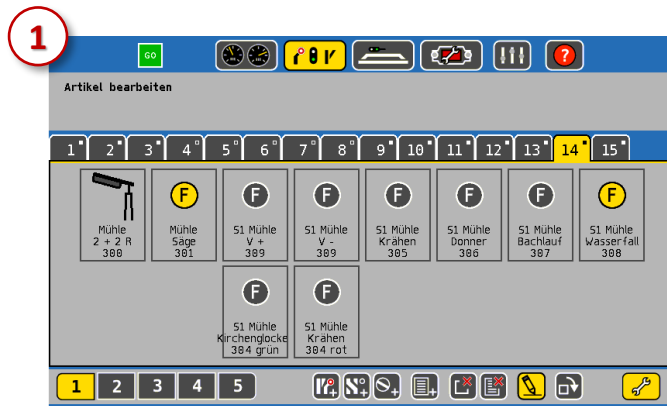 1
GO
?
Artikel bearbeiten
1 2 3 4 5 6 7 8 9 10 11 12 13 14 15
Mühle
2 + 2 R
300
F
Mühle
Säge
301
F
S1 Mühle
V +
309
F
S1 Mühle
V -
309
F
S1 Mühle
Krähen
305
F
S1 Mühle
Donner
306
F
S1 Mühle
Bachlauf
307
F
S1 Mühle
Wasserfall
308
F
S1 Mühle
Kirchenglocke
304 grün
F
S1 Mühle
Krähen
304 rot
1 2 3 4 5